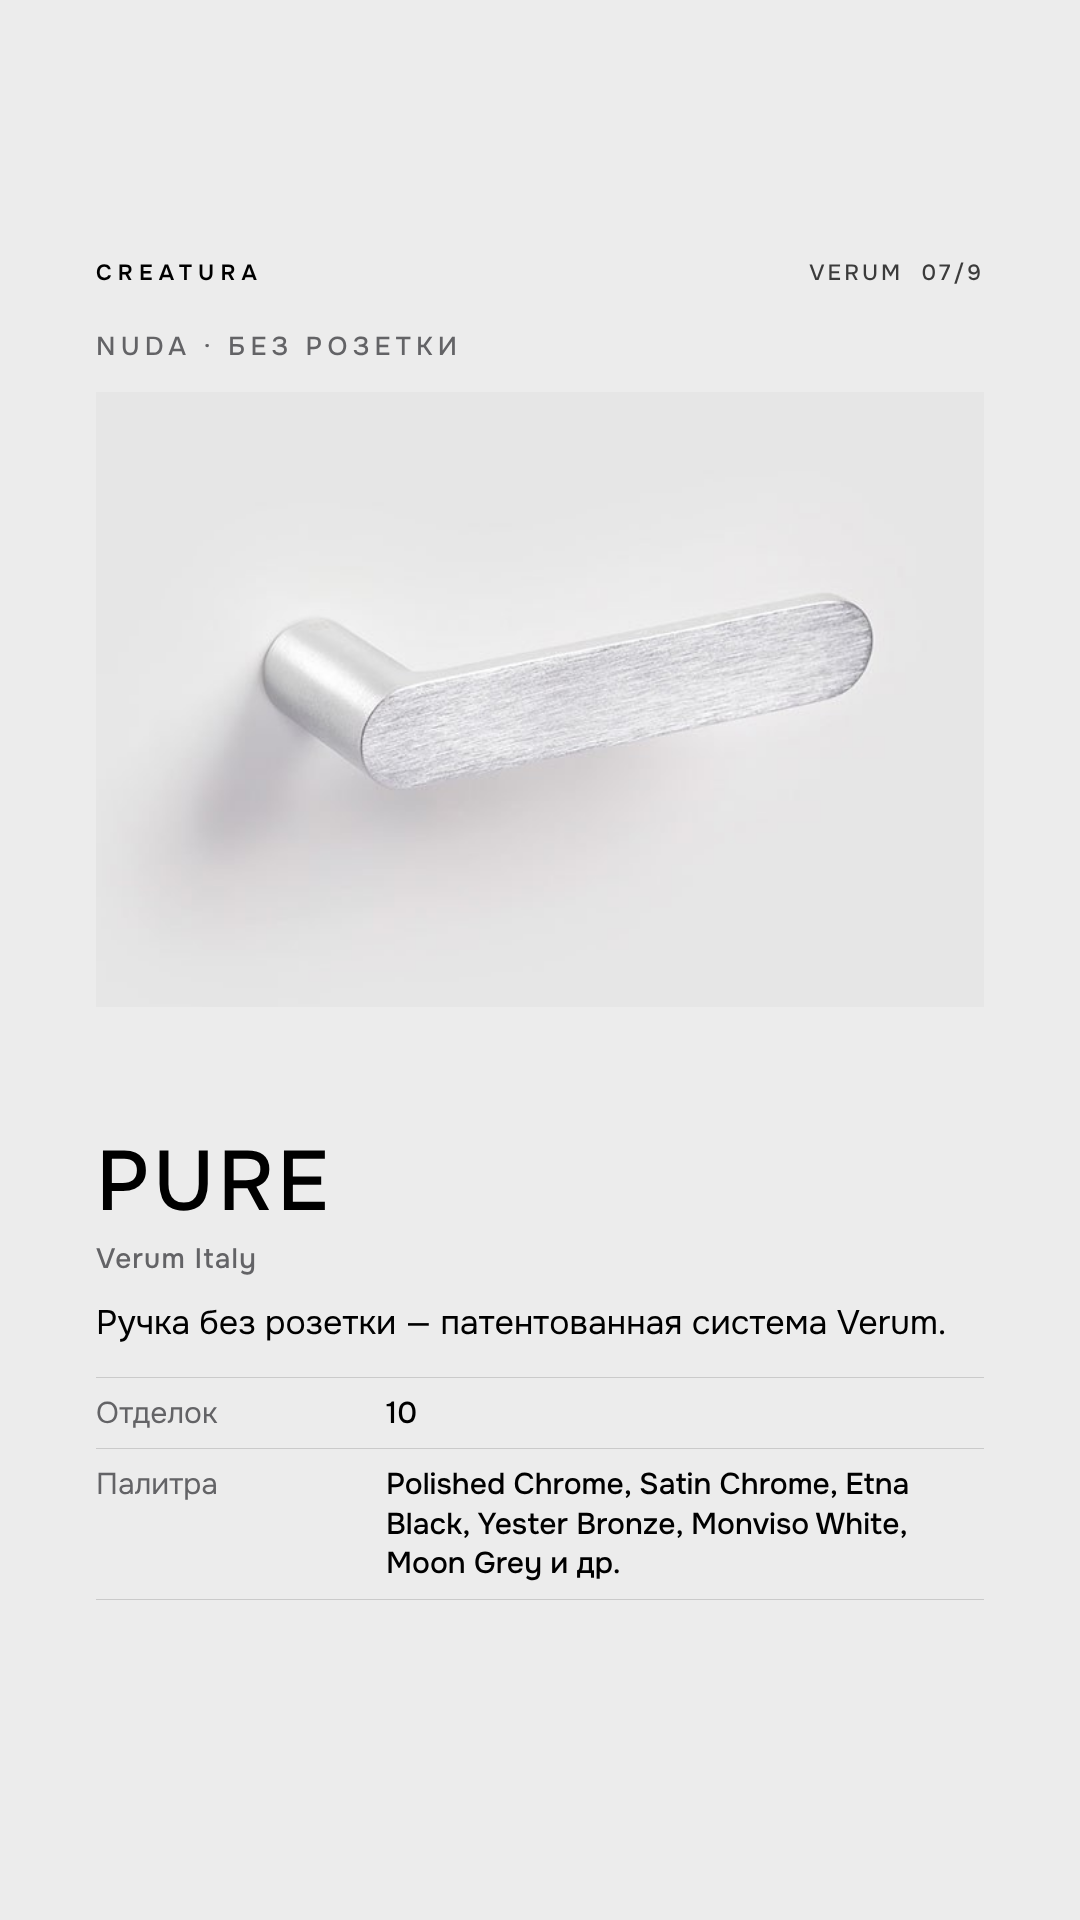 CREATURA
VERUM 07/9
NUDA · БЕЗ РОЗЕТКИ
PURE
Verum Italy
Ручка без розетки — патентованная система Verum.
Отделок 10
Палитра Polished Chrome, Satin Chrome, Etna
Black, Yester Bronze, Monviso White,
Moon Grey и др.